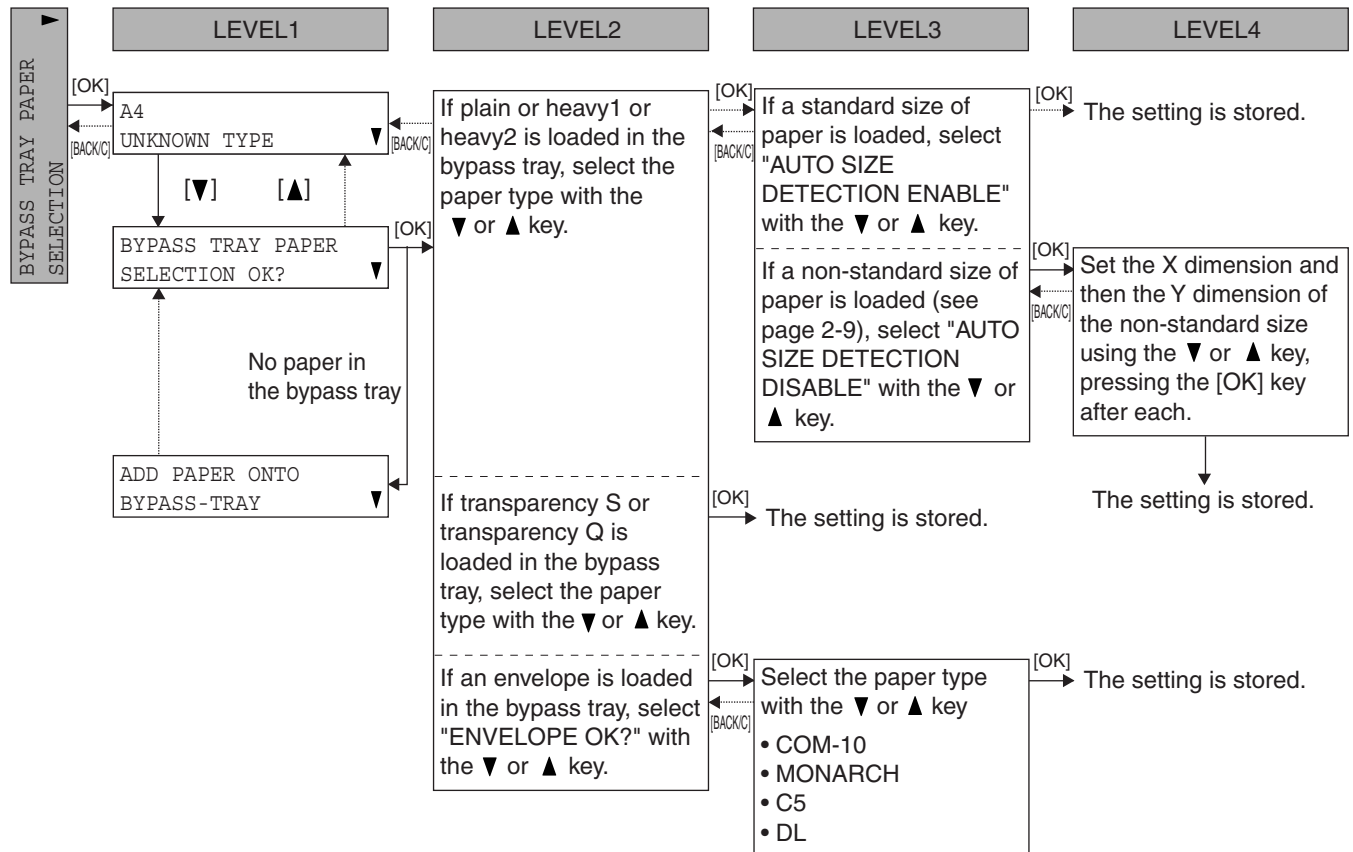 BYPASS TRAY PAPER
SELECTION
►
LEVEL1
LEVEL2
LEVEL3
LEVEL4
[OK]
[BACK/C]
A4
UNKNOWN TYPE ▼
[▼] [▲]
BYPASS TRAY PAPER
SELECTION OK? ▼
No paper in
the bypass tray
ADD PAPER ONTO
BYPASS-TRAY ▼
[BACK/C]
[OK]
If plain or heavy1 or
heavy2 is loaded in the
bypass tray, select the
paper type with the
▼ or ▲ key.
If transparency S or
transparency Q is
loaded in the bypass
tray, select the paper
type with the ▼ or ▲ key.
If an envelope is loaded
in the bypass tray, select
"ENVELOPE OK?" with
the ▼ or ▲ key.
[OK]
[BACK/C]
If a standard size of
paper is loaded, select
"AUTO SIZE
DETECTION ENABLE"
with the ▼ or ▲ key.
If a non-standard size of
paper is loaded (see
page 2-9), select "AUTO
SIZE DETECTION
DISABLE" with the ▼ or
▲ key.
[OK]
The setting is stored.
[OK]
[BACK/C]
Set the X dimension and
then the Y dimension of
the non-standard size
using the ▼ or ▲ key,
pressing the [OK] key
after each.
The setting is stored.
[OK]
The setting is stored.
[OK]
[BACK/C]
Select the paper type
with the ▼ or ▲ key
• COM-10
• MONARCH
• C5
• DL
[OK]
The setting is stored.